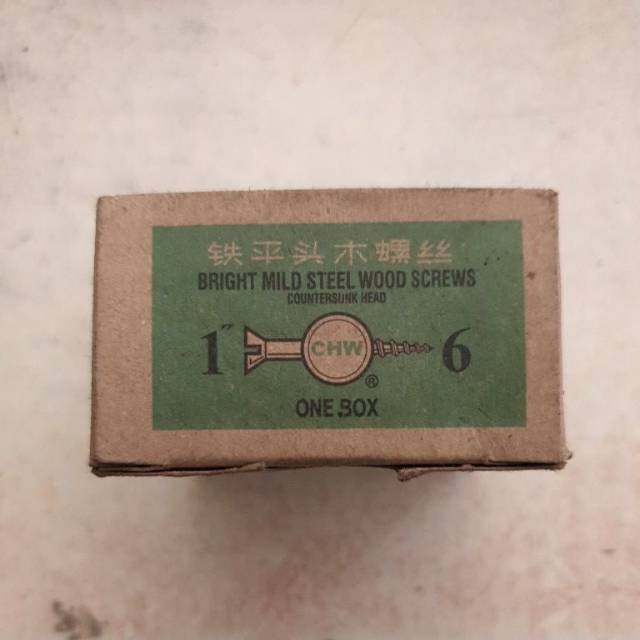 铁平头木螺丝
BRIGHT MILD STEEL WOOD SCREWS
COUNTERSUNK HEAD
1" CHW 6
®
ONE BOX